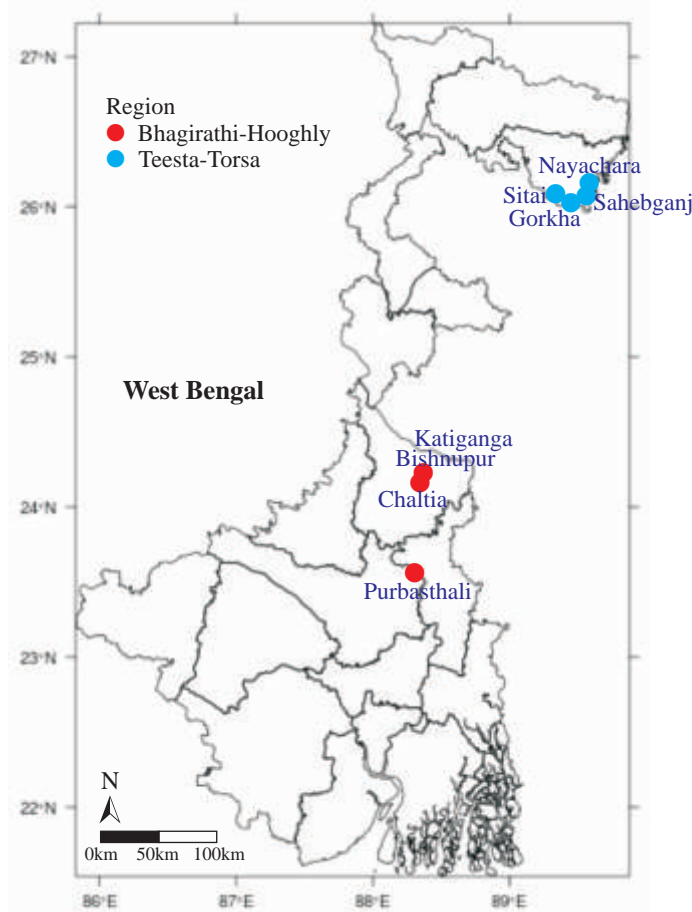 27°N
Region
Bhagirathi-Hooghly
Teesta-Torsa
Nayachara
Sitai
Sahebganj
Gorkha
26°N
25°N
West Bengal
Katiganga
Bishnupur
Chaltia
24°N
Purbasthali
23°N
N
22°N
0km 50km 100km
86°E 87°E 88°E 89°E